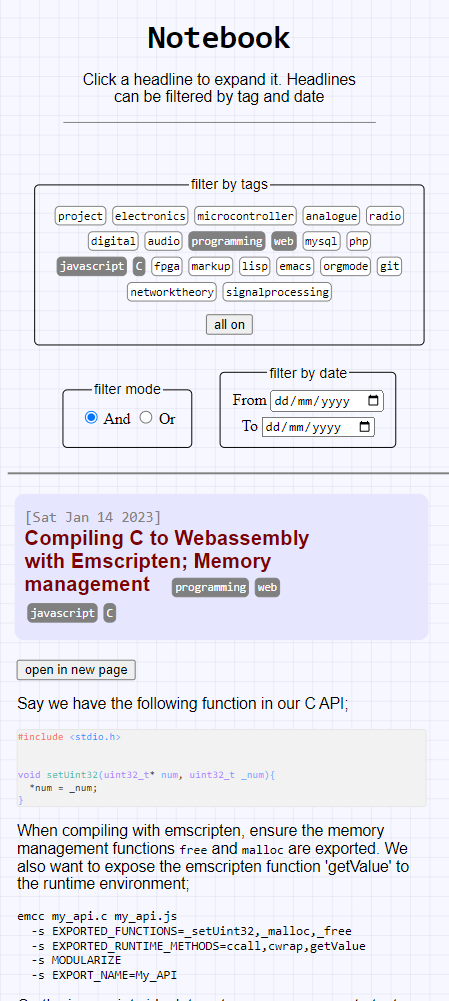 Notebook
Click a headline to expand it. Headlines
can be filtered by tag and date
filter by tags
project electronics microcontroller analogue radio
digital audio programming web mysql php
javascript C fpga markup lisp emacs orgmode git
networktheory signalprocessing
all on
filter mode
And Or
filter by date
From dd/mm/yyyy
To dd/mm/yyyy
[Sat Jan 14 2023]
Compiling C to Webassembly
with Emscripten; Memory
management programming web
javascript C
open in new page
Say we have the following function in our C API;
#include <stdio.h>
void setUint32(uint32_t* num, uint32_t _num){
*num = _num;
}
When compiling with emscripten, ensure the memory
management functions free and malloc are exported. We
also want to expose the emscripten function 'getValue' to
the runtime environment;
emcc my_api.c my_api.js
-s EXPORTED_FUNCTIONS=_setUint32,_malloc,_free
-s EXPORTED_RUNTIME_METHODS=ccall,cwrap,getValue
-s MODULARIZE
-s EXPORT_NAME=My_API